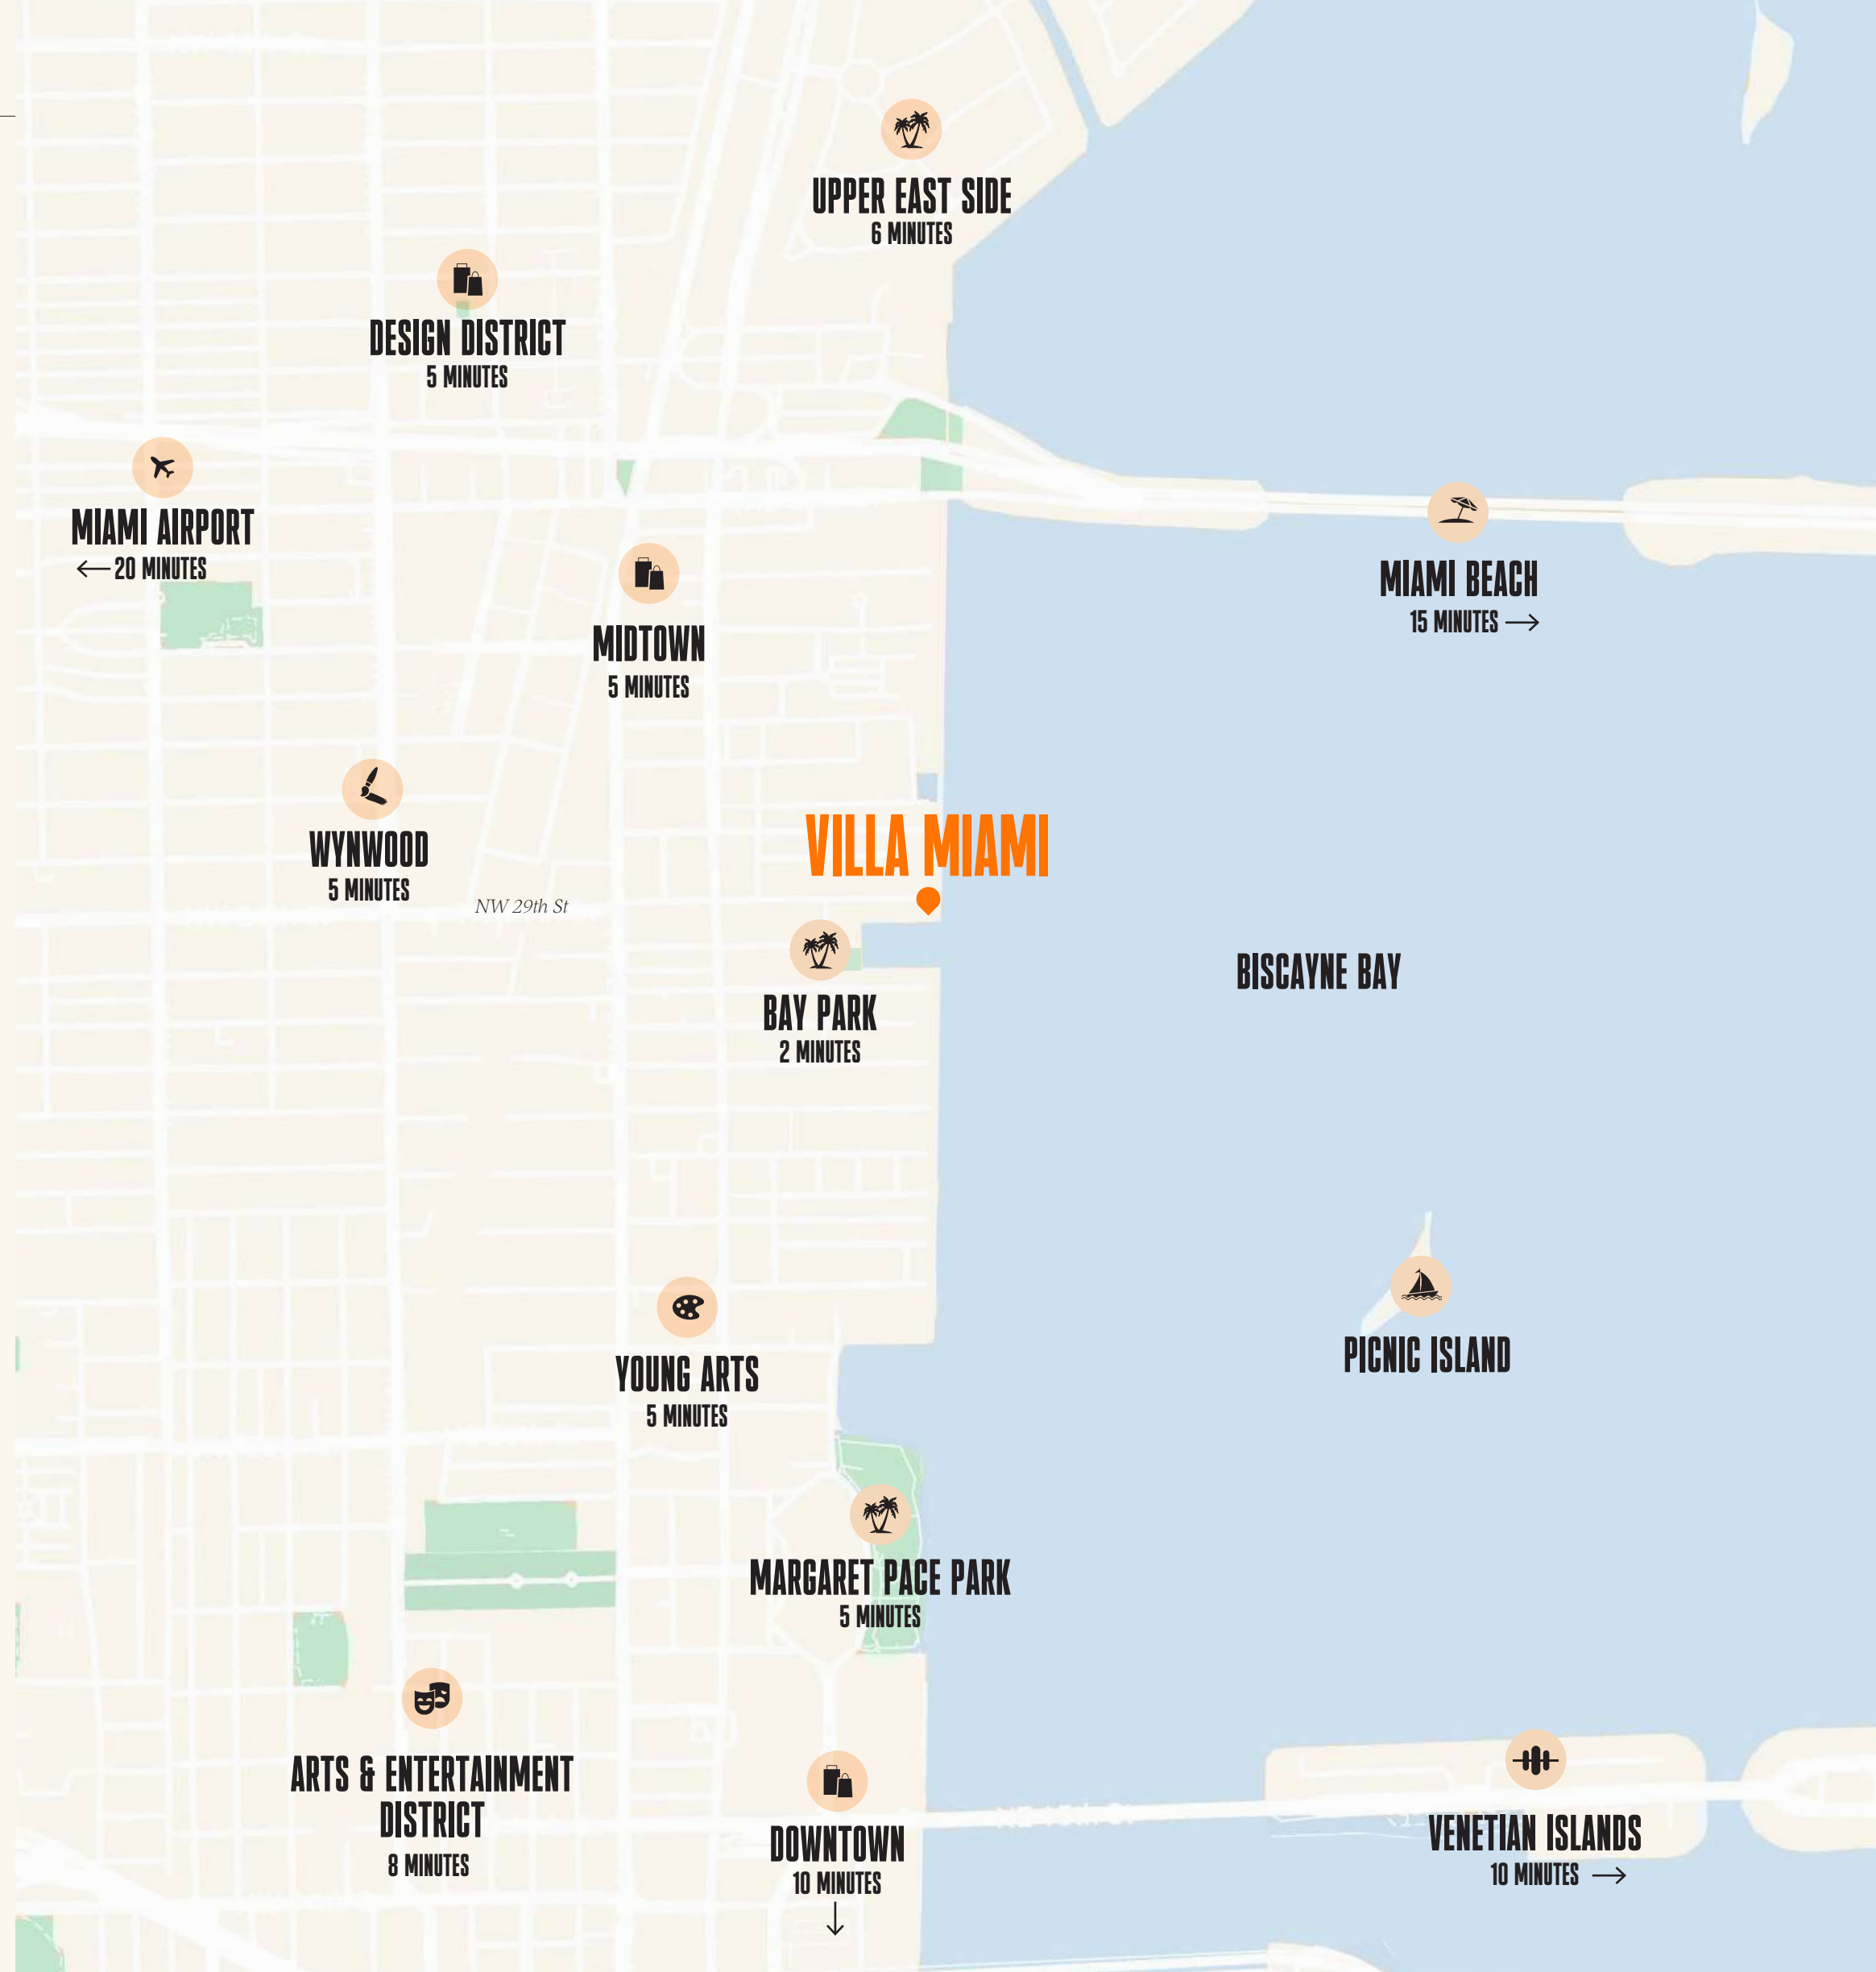 UPPER EAST SIDE
6 MINUTES
DESIGN DISTRICT
5 MINUTES
MIAMI AIRPORT
20 MINUTES
MIAMI BEACH
15 MINUTES
MIDTOWN
5 MINUTES
VILLA MIAMI
WYNWOOD
5 MINUTES
NW 29th St
BISCAYNE BAY
BAY PARK
2 MINUTES
PICNIC ISLAND
YOUNG ARTS
5 MINUTES
MARGARET PACE PARK
5 MINUTES
ARTS & ENTERTAINMENT
DISTRICT
8 MINUTES
DOWNTOWN
10 MINUTES
VENETIAN ISLANDS
10 MINUTES